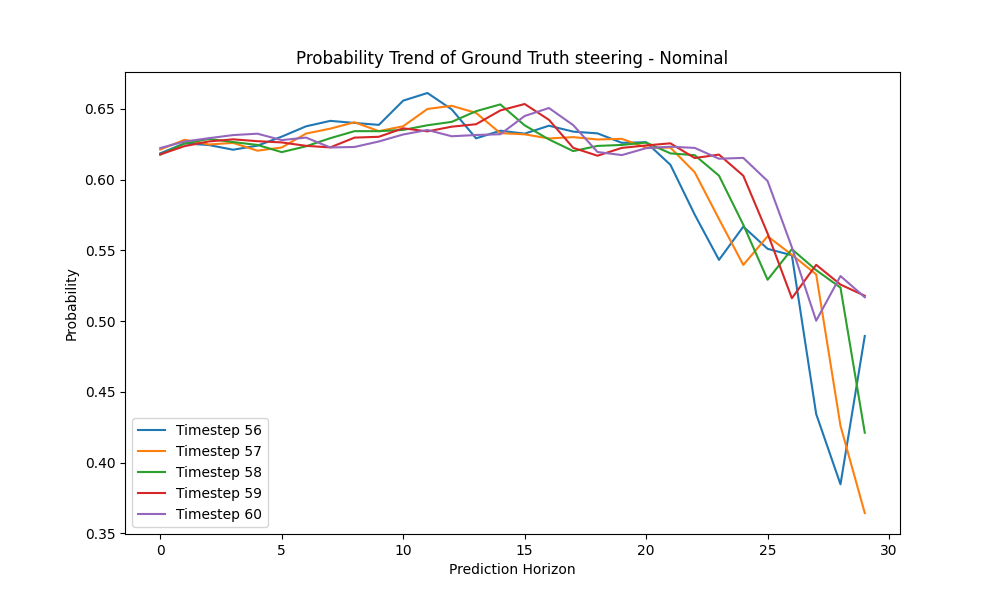 Probability Trend of Ground Truth steering - Nominal
Probability
0.65
0.60
0.55
0.50
0.45
0.40
0.35
Timestep 56
Timestep 57
Timestep 58
Timestep 59
Timestep 60
0 5 10 15 20 25 30
Prediction Horizon